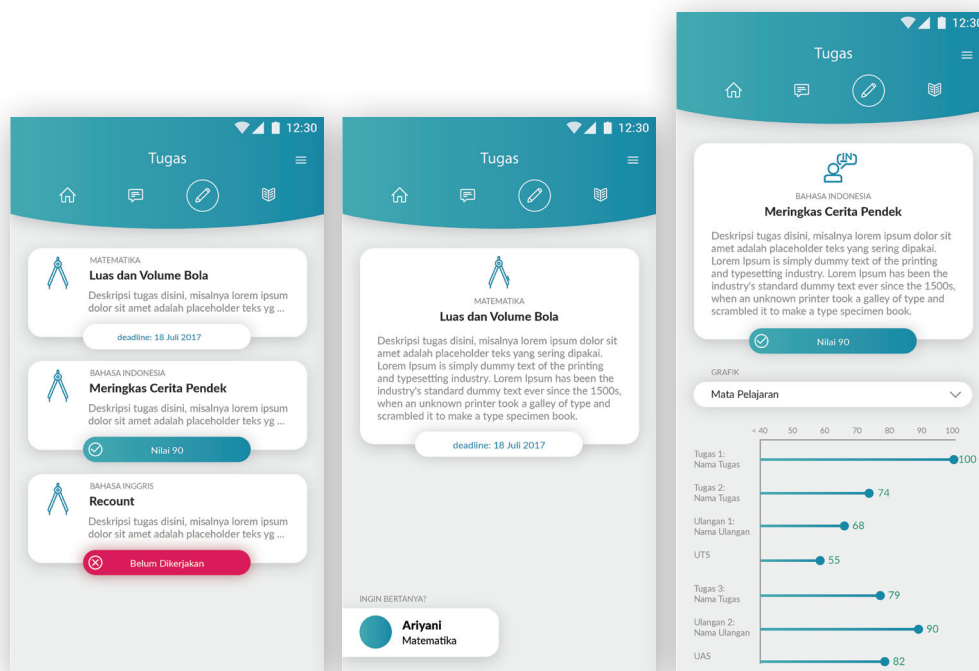 12:30
Tugas
MATEMATIKA
Luas dan Volume Bola
Deskripsi tugas disini, misalnya lorem ipsum
dolor sit amet adalah placeholder teks yg ...
deadline: 18 Juli 2017
BAHASA INDONESIA
Meringkas Cerita Pendek
Deskripsi tugas disini, misalnya lorem ipsum
dolor sit amet adalah placeholder teks yg ...
Nilai 90
BAHASA INGGRIS
Recount
Deskripsi tugas disini, misalnya lorem ipsum
dolor sit amet adalah placeholder teks yg ...
Belum Dikerjakan
12:30
Tugas
MATEMATIKA
Luas dan Volume Bola
Deskripsi tugas disini, misalnya lorem ipsum dolor sit
amet adalah placeholder teks yang sering dipakai.
Lorem Ipsum is simply dummy text of the printing
and typesetting industry. Lorem Ipsum has been the
industry's standard dummy text ever since the 1500s,
when an unknown printer took a galley of type and
scrambled it to make a type specimen book.
deadline: 18 Juli 2017
INGIN BERTANYA?
Ariyani
Matematika
12:30
Tugas
IN
BAHASA INDONESIA
Meringkas Cerita Pendek
Deskripsi tugas disini, misalnya lorem ipsum dolor sit
amet adalah placeholder teks yang sering dipakai.
Lorem Ipsum is simply dummy text of the printing
and typesetting industry. Lorem Ipsum has been the
industry's standard dummy text ever since the 1500s,
when an unknown printer took a galley of type and
scrambled it to make a type specimen book.
Nilai 90
GRAFIK
Mata Pelajaran
< 40 50 60 70 80 90 100
Tugas 1:
Nama Tugas
100
Tugas 2:
Nama Tugas
74
Ulangan 1:
Nama Ulangan
68
UTS
55
Tugas 3:
Nama Tugas
79
Ulangan 2:
Nama Ulangan
90
UAS
82